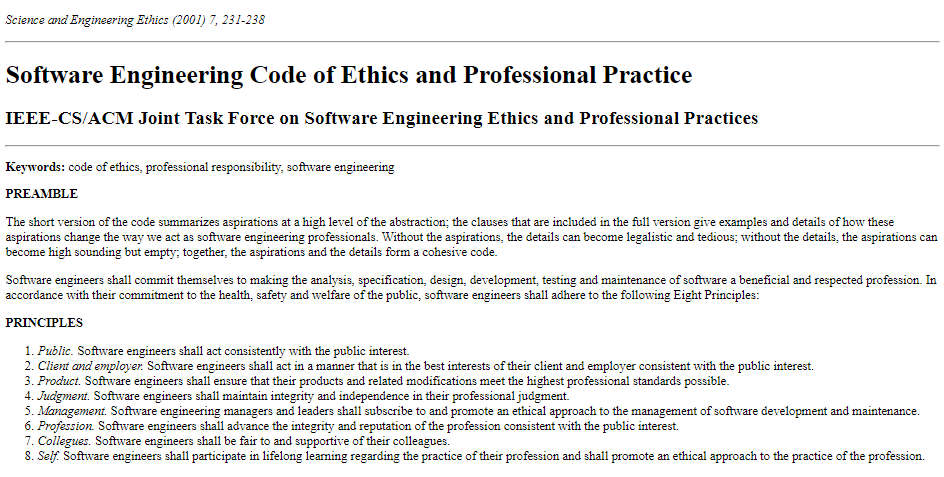 Science and Engineering Ethics (2001) 7, 231-238
Software Engineering Code of Ethics and Professional Practice
IEEE-CS/ACM Joint Task Force on Software Engineering Ethics and Professional Practices
Keywords: code of ethics, professional responsibility, software engineering
PREAMBLE
The short version of the code summarizes aspirations at a high level of the abstraction; the clauses that are included in the full version give examples and details of how these
aspirations change the way we act as software engineering professionals. Without the aspirations, the details can become legalistic and tedious; without the details, the aspirations can
become high sounding but empty; together, the aspirations and the details form a cohesive code.
Software engineers shall commit themselves to making the analysis, specification, design, development, testing and maintenance of software a beneficial and respected profession. In
accordance with their commitment to the health, safety and welfare of the public, software engineers shall adhere to the following Eight Principles:
PRINCIPLES
1. Public. Software engineers shall act consistently with the public interest.
2. Client and employer. Software engineers shall act in a manner that is in the best interests of their client and employer consistent with the public interest.
3. Product. Software engineers shall ensure that their products and related modifications meet the highest professional standards possible.
4. Judgment. Software engineers shall maintain integrity and independence in their professional judgment.
5. Management. Software engineering managers and leaders shall subscribe to and promote an ethical approach to the management of software development and maintenance.
6. Profession. Software engineers shall advance the integrity and reputation of the profession consistent with the public interest.
7. Collegues. Software engineers shall be fair to and supportive of their colleagues.
8. Self. Software engineers shall participate in lifelong learning regarding the practice of their profession and shall promote an ethical approach to the practice of the profession.